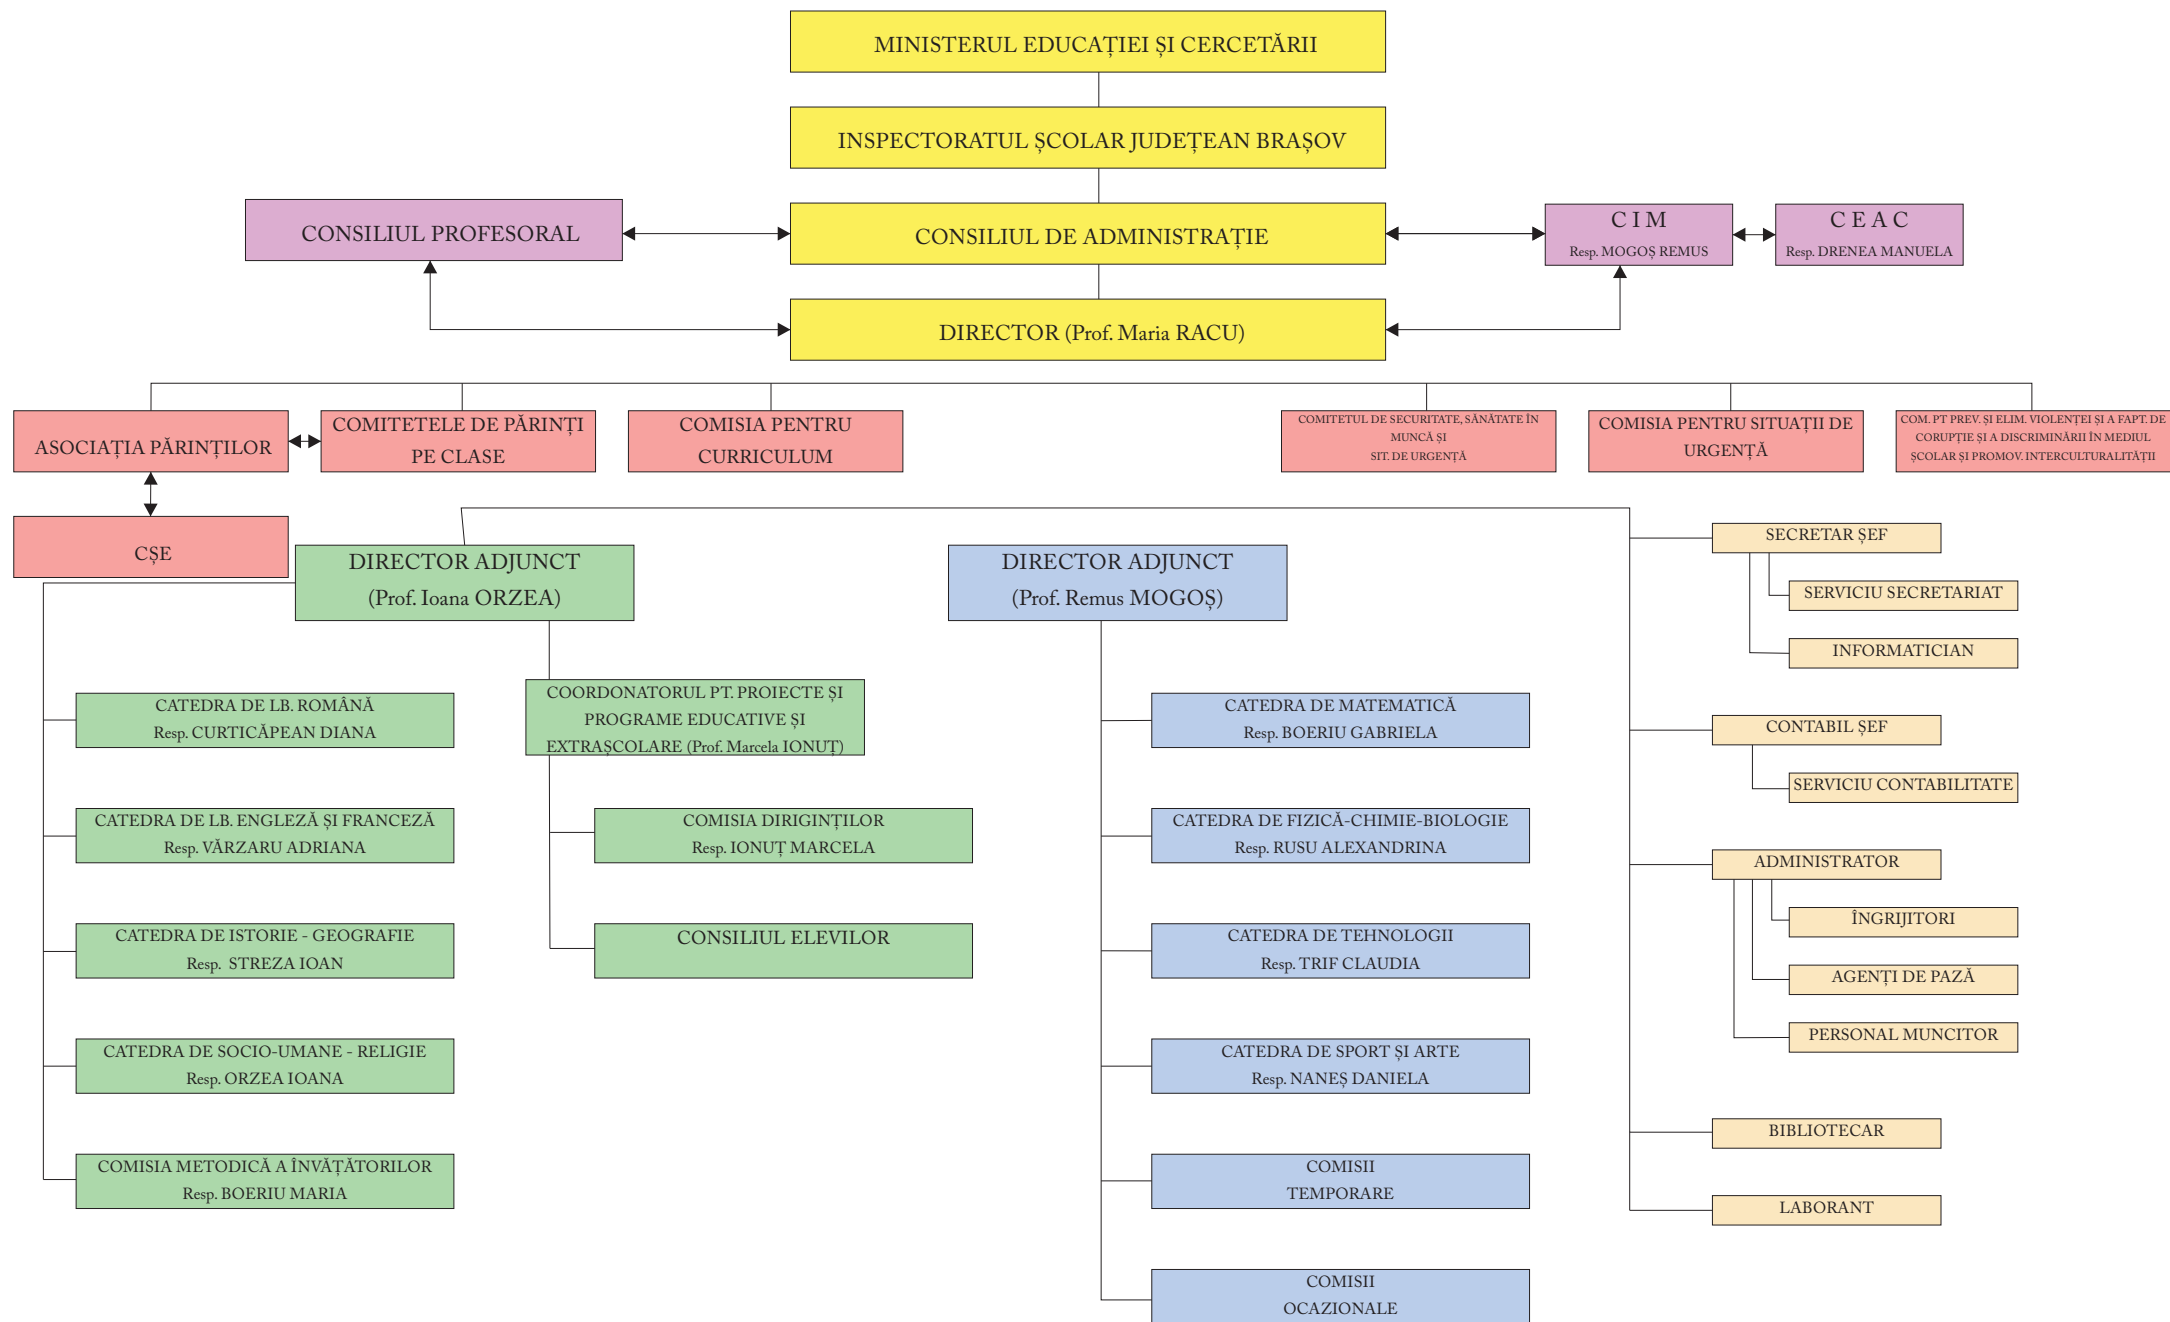 MINISTERUL EDUCAȚIEI ȘI CERCETĂRII
INSPECTORATUL ȘCOLAR JUDEȚEAN BRAȘOV
CONSILIUL PROFESORAL
CONSILIUL DE ADMINISTRAȚIE
C I M
Resp. MOGOȘ REMUS
C E A C
Resp. DRENEA MANUELA
DIRECTOR (Prof. Maria RACU)
ASOCIAȚIA PĂRINȚILOR
COMITETELE DE PĂRINȚI
PE CLASE
COMISIA PENTRU
CURRICULUM
COMITETUL DE SECURITATE, SĂNĂTATE ÎN
MUNCĂ ȘI
SIT. DE URGENȚĂ
COMISIA PENTRU SITUAȚII DE
URGENȚĂ
COM. PT PREV. ȘI ELIM. VIOLENȚEI ȘI A FAPT. DE
CORUPȚIE ȘI A DISCRIMINĂRII ÎN MEDIUL
ȘCOLAR ȘI PROMOV. INTERCULTURALITĂȚII
CȘE
DIRECTOR ADJUNCT
(Prof. Ioana ORZEA)
CATEDRA DE LB. ROMÂNĂ
Resp. CURTICĂPEAN DIANA
CATEDRA DE LB. ENGLEZĂ ȘI FRANCEZĂ
Resp. VĂRZARU ADRIANA
CATEDRA DE ISTORIE - GEOGRAFIE
Resp. STREZA IOAN
CATEDRA DE SOCIO-UMANE - RELIGIE
Resp. ORZEA IOANA
COMISIA METODICĂ A ÎNVĂȚĂTORILOR
Resp. BOERIU MARIA
COORDONATORUL PT. PROIECTE ȘI
PROGRAME EDUCATIVE ȘI
EXTRAȘCOLARE (Prof. Marcela IONUȚ)
COMISIA DIRIGINȚILOR
Resp. IONUȚ MARCELA
CONSILIUL ELEVILOR
DIRECTOR ADJUNCT
(Prof. Remus MOGOȘ)
CATEDRA DE MATEMATICĂ
Resp. BOERIU GABRIELA
CATEDRA DE FIZICĂ-CHIMIE-BIOLOGIE
Resp. RUSU ALEXANDRINA
CATEDRA DE TEHNOLOGII
Resp. TRIF CLAUDIA
CATEDRA DE SPORT ȘI ARTE
Resp. NANEȘ DANIELA
COMISII
TEMPORARE
COMISII
OCAZIONALE
SECRETAR ȘEF
SERVICIU SECRETARIAT
INFORMATICIAN
CONTABIL ȘEF
SERVICIU CONTABILITATE
ADMINISTRATOR
ÎNGRIJITORI
AGENȚI DE PAZĂ
PERSONAL MUNCITOR
BIBLIOTECAR
LABORANT